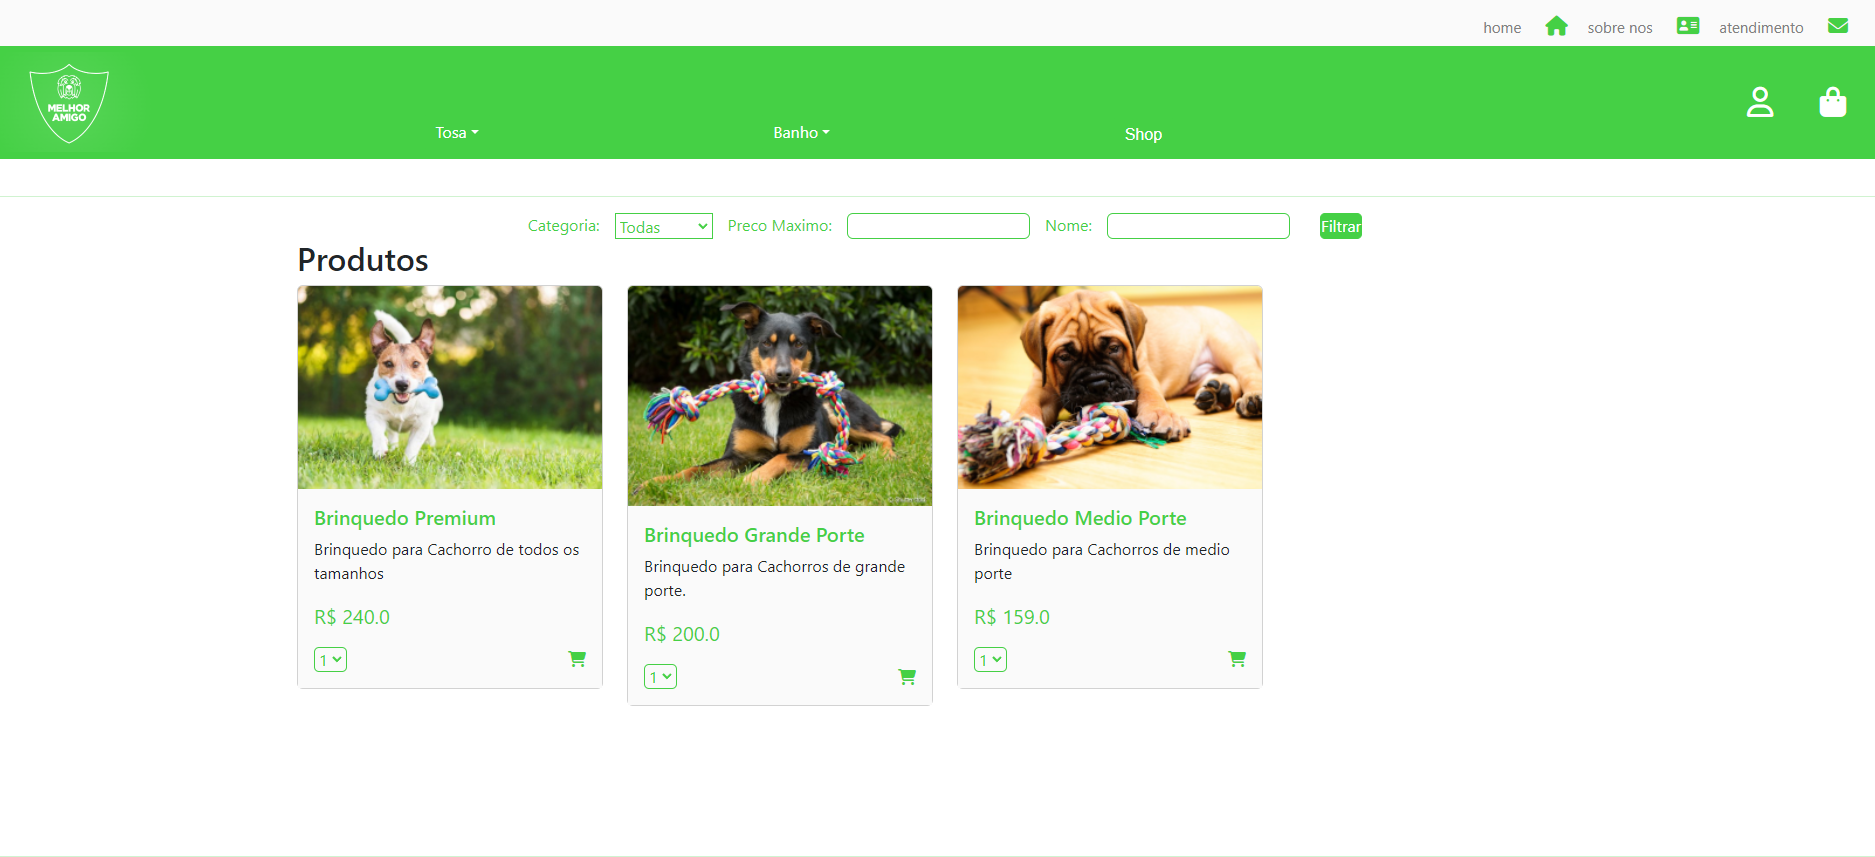 home sobre nos atendimento
MELHOR
AMIGO
Tosa Banho Shop
Categoria: Todas Preco Maximo: Nome: Filtrar
Produtos
Brinquedo Premium
Brinquedo para Cachorro de todos os
tamanhos
R$ 240.0
1
Brinquedo Grande Porte
Brinquedo para Cachorros de grande
porte.
R$ 200.0
1
Brinquedo Medio Porte
Brinquedo para Cachorros de medio
porte
R$ 159.0
1